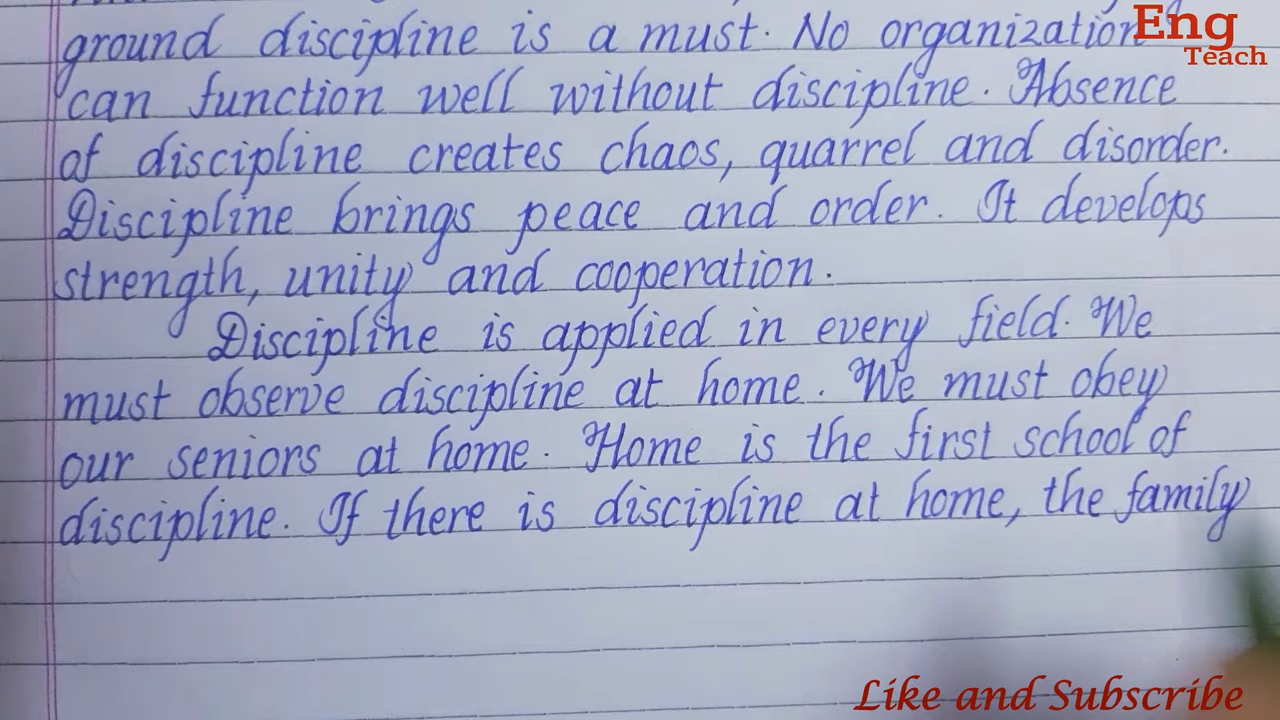 ground discipline is a must. No organization
can function well without discipline. Absence
of discipline creates chaos, quarrel and disorder.
Discipline brings peace and order. It develops
strength, unity and cooperation.
Discipline is applied in every field. We
must observe discipline at home. We must obey
our seniors at home. Home is the first school of
discipline. If there is discipline at home, the family
Eng
Teach
Like and Subscribe